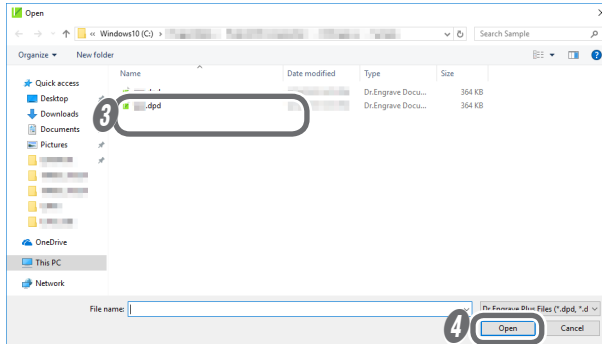 Open
« Windows10 (C:) ›
Search Sample
Organize
New folder
Name
Date modified
Type
Size
Quick access
Desktop
Downloads
Documents
Pictures
OneDrive
This PC
Network
Dr.Engrave Docu...
364 KB
3
.dpd
Dr.Engrave Docu...
364 KB
File name:
Dr.Engrave Plus Files (*.dpd, *.d
4
Open
Cancel